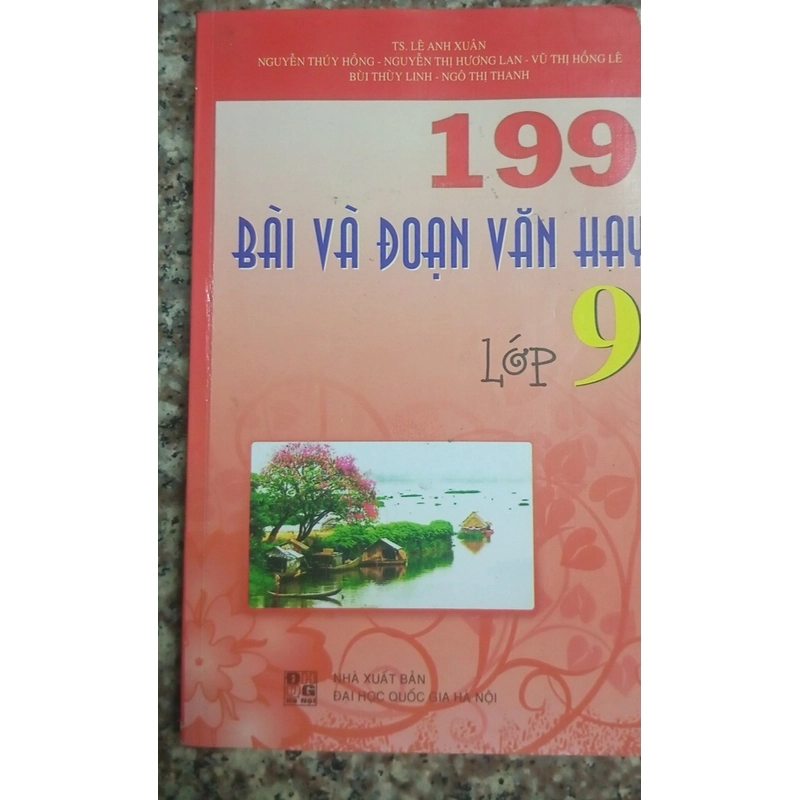 TS. LÊ ANH XUÂN
NGUYỄN THÚY HỒNG - NGUYỄN THỊ HƯƠNG LAN - VŨ THỊ HỒNG LÊ
BÙI THÙY LINH - NGÔ THỊ THANH
199
BÀI VÀ ĐOẠN VĂN HAY
LỚP 9
NHÀ XUẤT BẢN
ĐẠI HỌC QUỐC GIA HÀ NỘI
HÀ NỘI